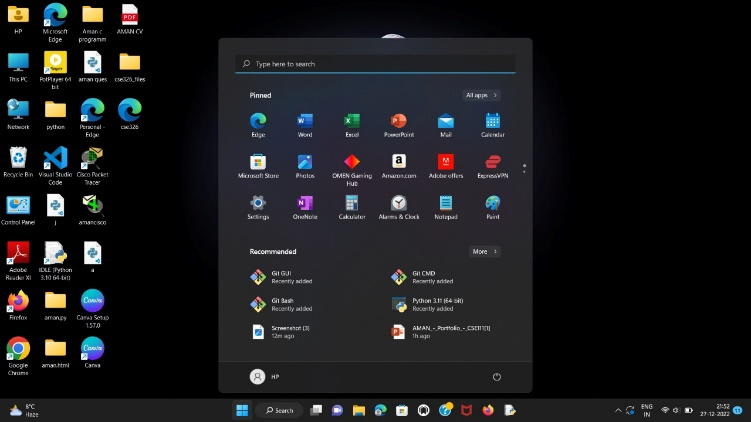 HP
Microsoft
Edge
Aman c
programm
PDF
AMAN CV
This PC
PotPlayer 64
bit
aman ques
cse326_files
Network
python
Personal -
Edge
cse326
Recycle Bin
Visual Studio
Code
Cisco Packet
Tracer
Control Panel
j
amancisco
Adobe
Reader XI
IDLE (Python
3.10 64-bit)
a
Firefox
aman.py
Canva
Canva Setup
1.57.0
Google
Chrome
aman.html
Canva
Canva
Type here to search
Pinned
All apps >
Edge
Word
Excel
PowerPoint
Mail
Calendar
Microsoft Store
Photos
OMEN Gaming
Hub
Amazon.com
Adobe offers
ExpressVPN
Settings
OneNote
Calculator
Alarms & Clock
Notepad
Paint
Recommended
More >
Git GUI
Recently added
Git CMD
Recently added
Git Bash
Recently added
Python 3.11 (64-bit)
Recently added
Screenshot (3)
12m ago
AMAN_-_Portfolio_-_CSE111[1]
1h ago
HP
8°C
Haze
Search
ENG
IN
21:52
27-12-2022
11